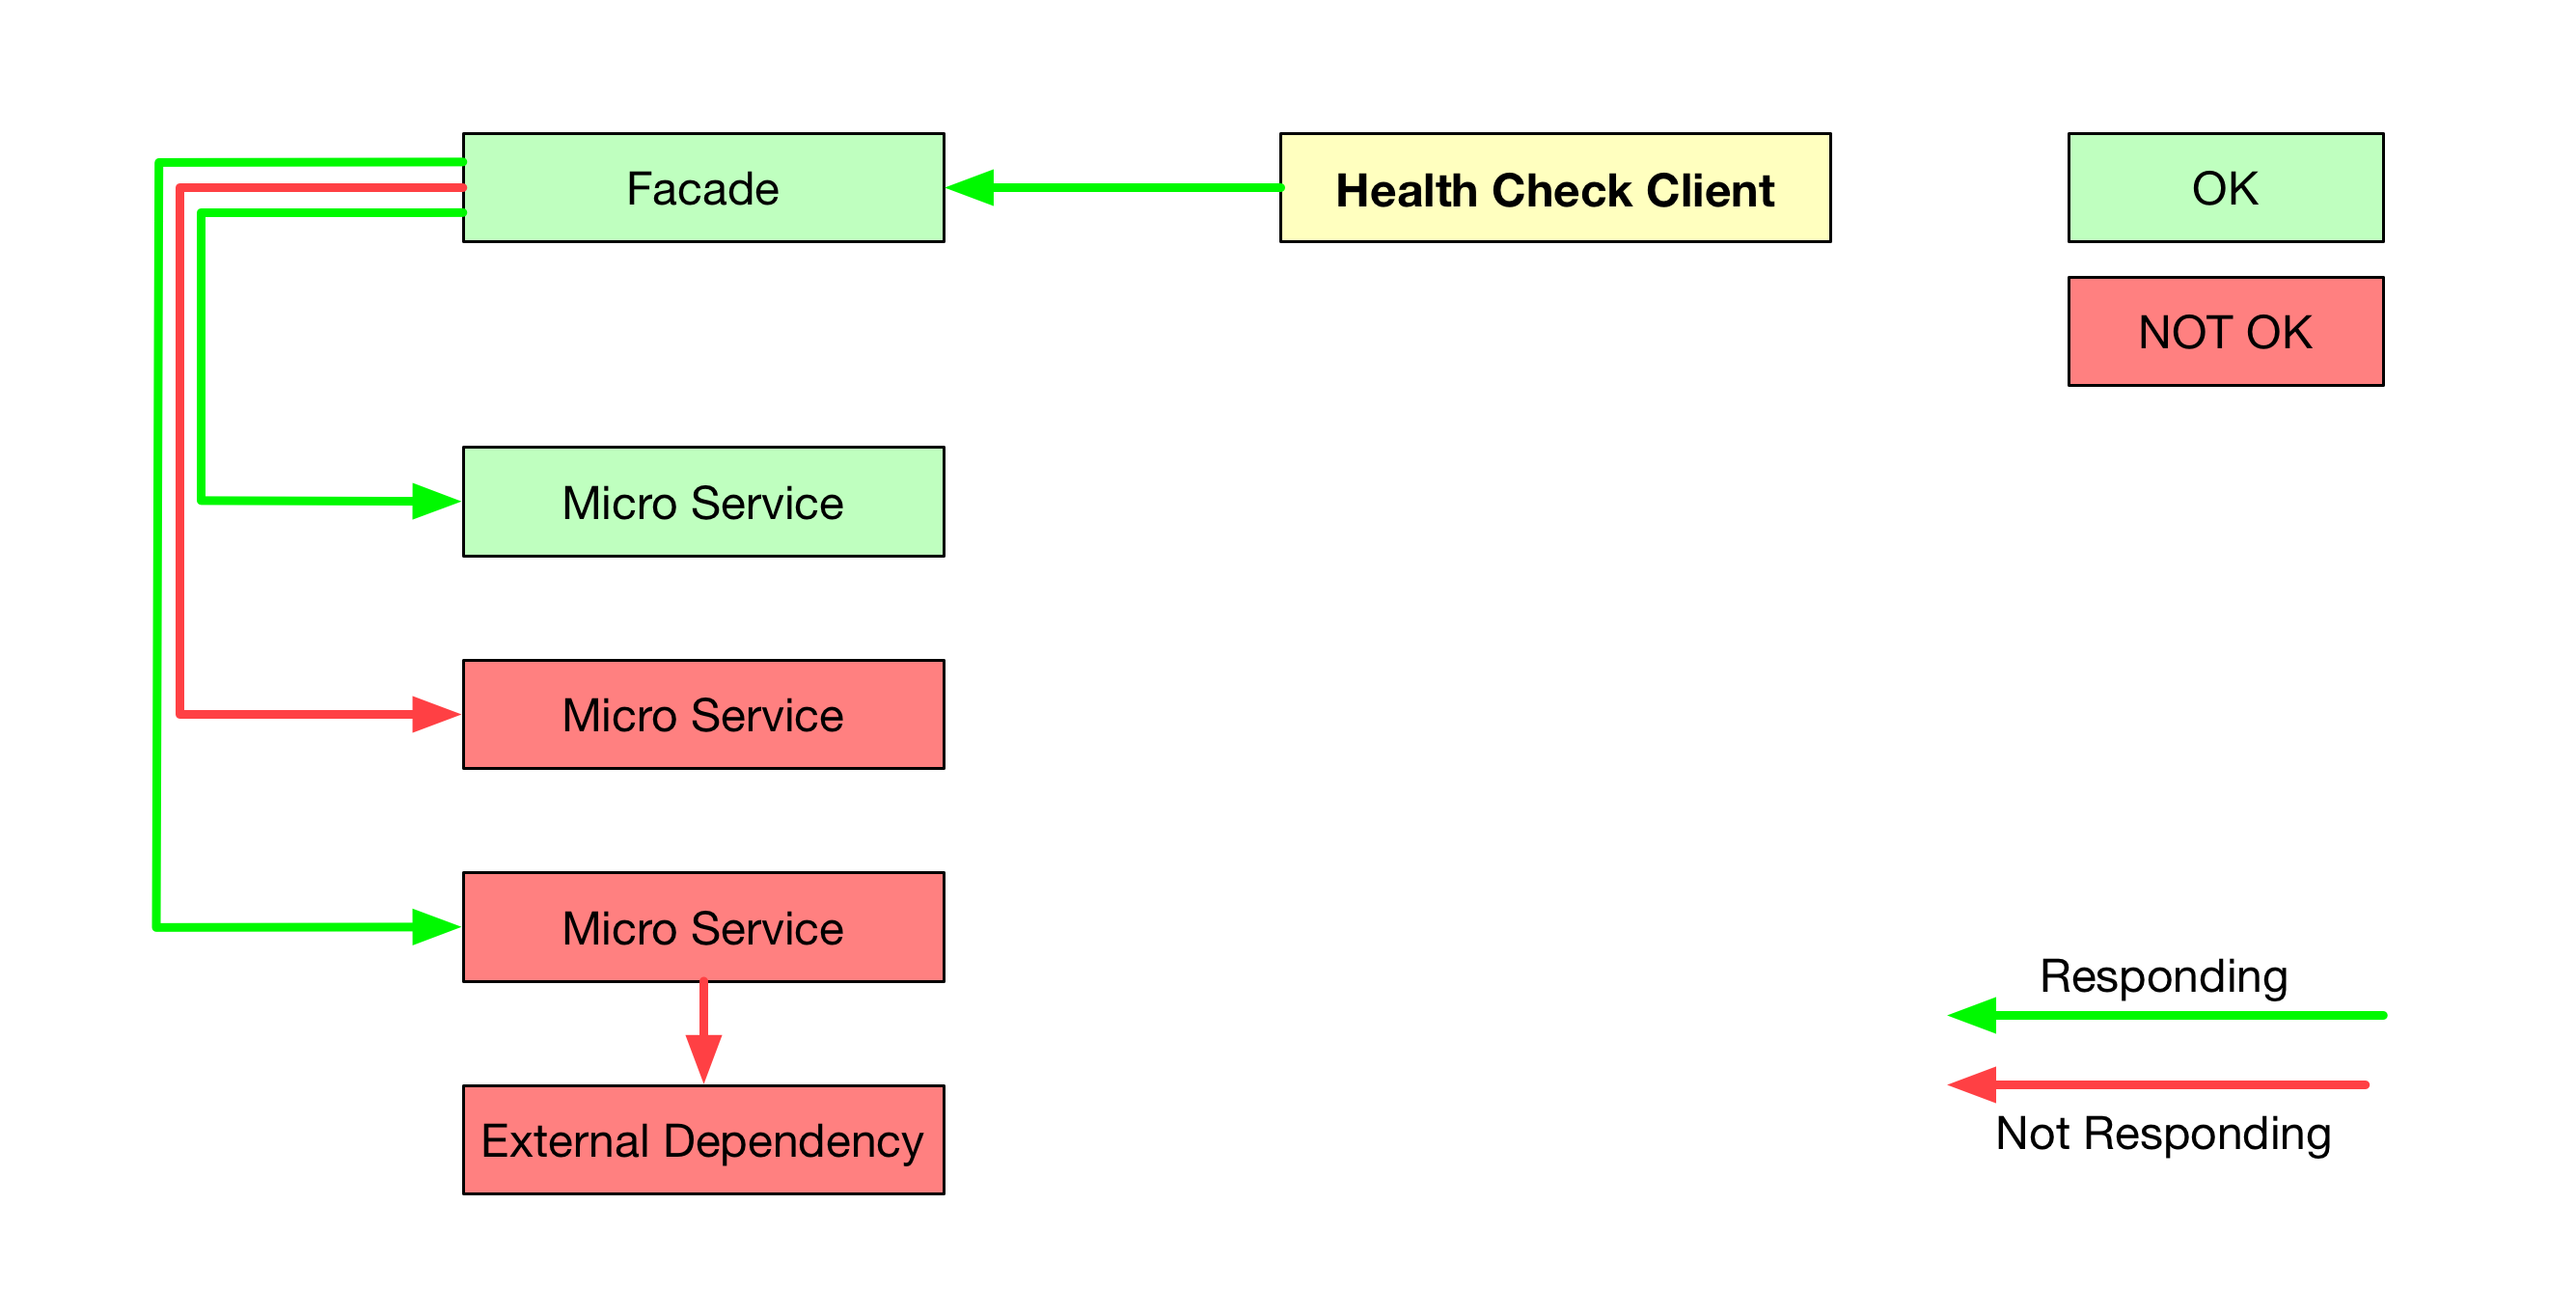 Facade
Health Check Client
OK
NOT OK
Micro Service
Micro Service
Micro Service
External Dependency
Responding
Not Responding